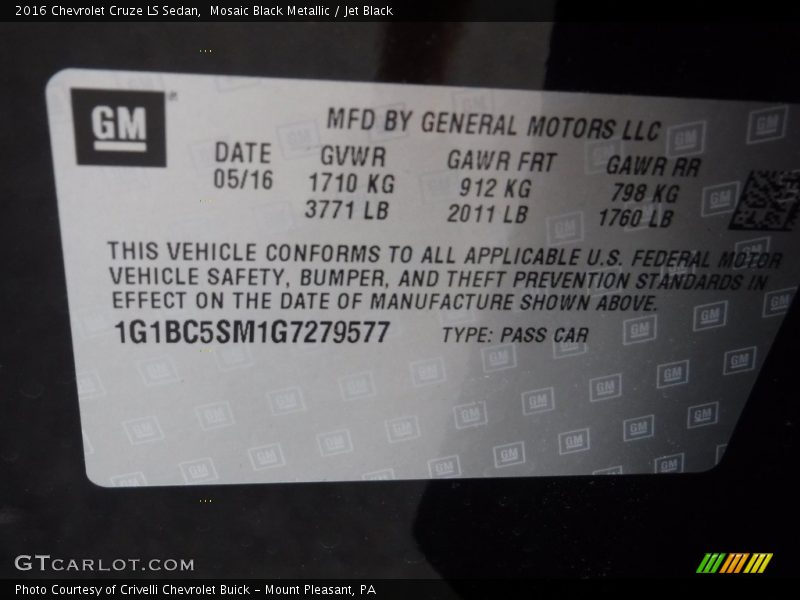 2016 Chevrolet Cruze LS Sedan, Mosaic Black Metallic / Jet Black
GM
MFD BY GENERAL MOTORS LLC
DATE GVWR GAWR FRT GAWR RR
05/16 1710 KG 912 KG 798 KG
3771 LB 2011 LB 1760 LB
THIS VEHICLE CONFORMS TO ALL APPLICABLE U.S. FEDERAL MOTOR
VEHICLE SAFETY, BUMPER, AND THEFT PREVENTION STANDARDS IN
EFFECT ON THE DATE OF MANUFACTURE SHOWN ABOVE.
1G1BC5SM1G7279577 TYPE: PASS CAR
GTCARLOT.COM
Photo Courtesy of Crivelli Chevrolet Buick - Mount Pleasant, PA